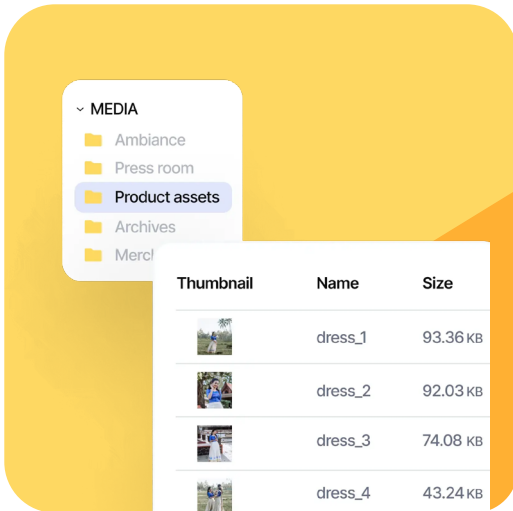 MEDIA
Ambiance
Press room
Product assets
Archives
Thumbnail Name Size
dress_1 93.36 KB
dress_2 92.03 KB
dress_3 74.08 KB
dress_4 43.24 KB